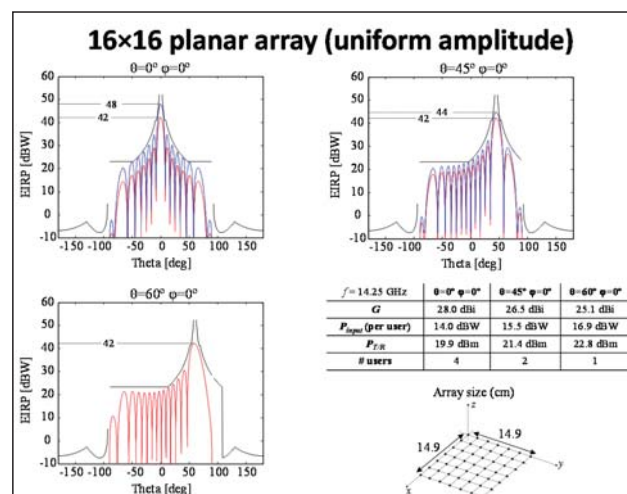 16×16 planar array (uniform amplitude)
θ=0° φ=0°
60
50
40
30
20
10
0
-10
EIRP [dBW]
48
42
-150 -100 -50 0 50 100 150
Theta [deg]
θ=45° φ=0°
60
50
40
30
20
10
0
-10
EIRP [dBW]
44
42
-150 -100 -50 0 50 100 150
Theta [deg]
θ=60° φ=0°
60
50
40
30
20
10
0
-10
EIRP [dBW]
42
-150 -100 -50 0 50 100 150
Theta [deg]
f = 14.25 GHz θ=0° φ=0° θ=45° φ=0° θ=60° φ=0°
G 28.0 dBi 26.5 dBi 25.1 dBi
Pinput (per user) 14.0 dBW 15.5 dBW 16.9 dBW
PT/R 19.9 dBm 21.4 dBm 22.8 dBm
# users 4 2 1
Array size (cm)
z
14.9 14.9
y
x